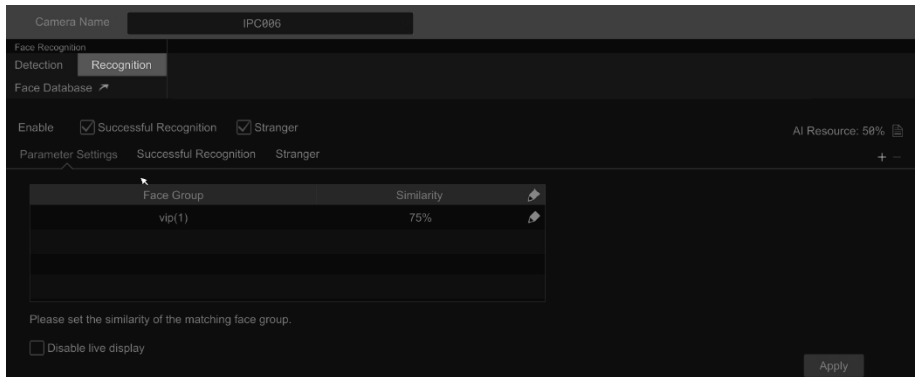 Camera Name IPC006
Face Recognition
Detection Recognition
Face Database
Enable Successful Recognition Stranger AI Resource: 50%
Parameter Settings Successful Recognition Stranger + −
Face Group Similarity
vip(1) 75%
Please set the similarity of the matching face group.
Disable live display
Apply